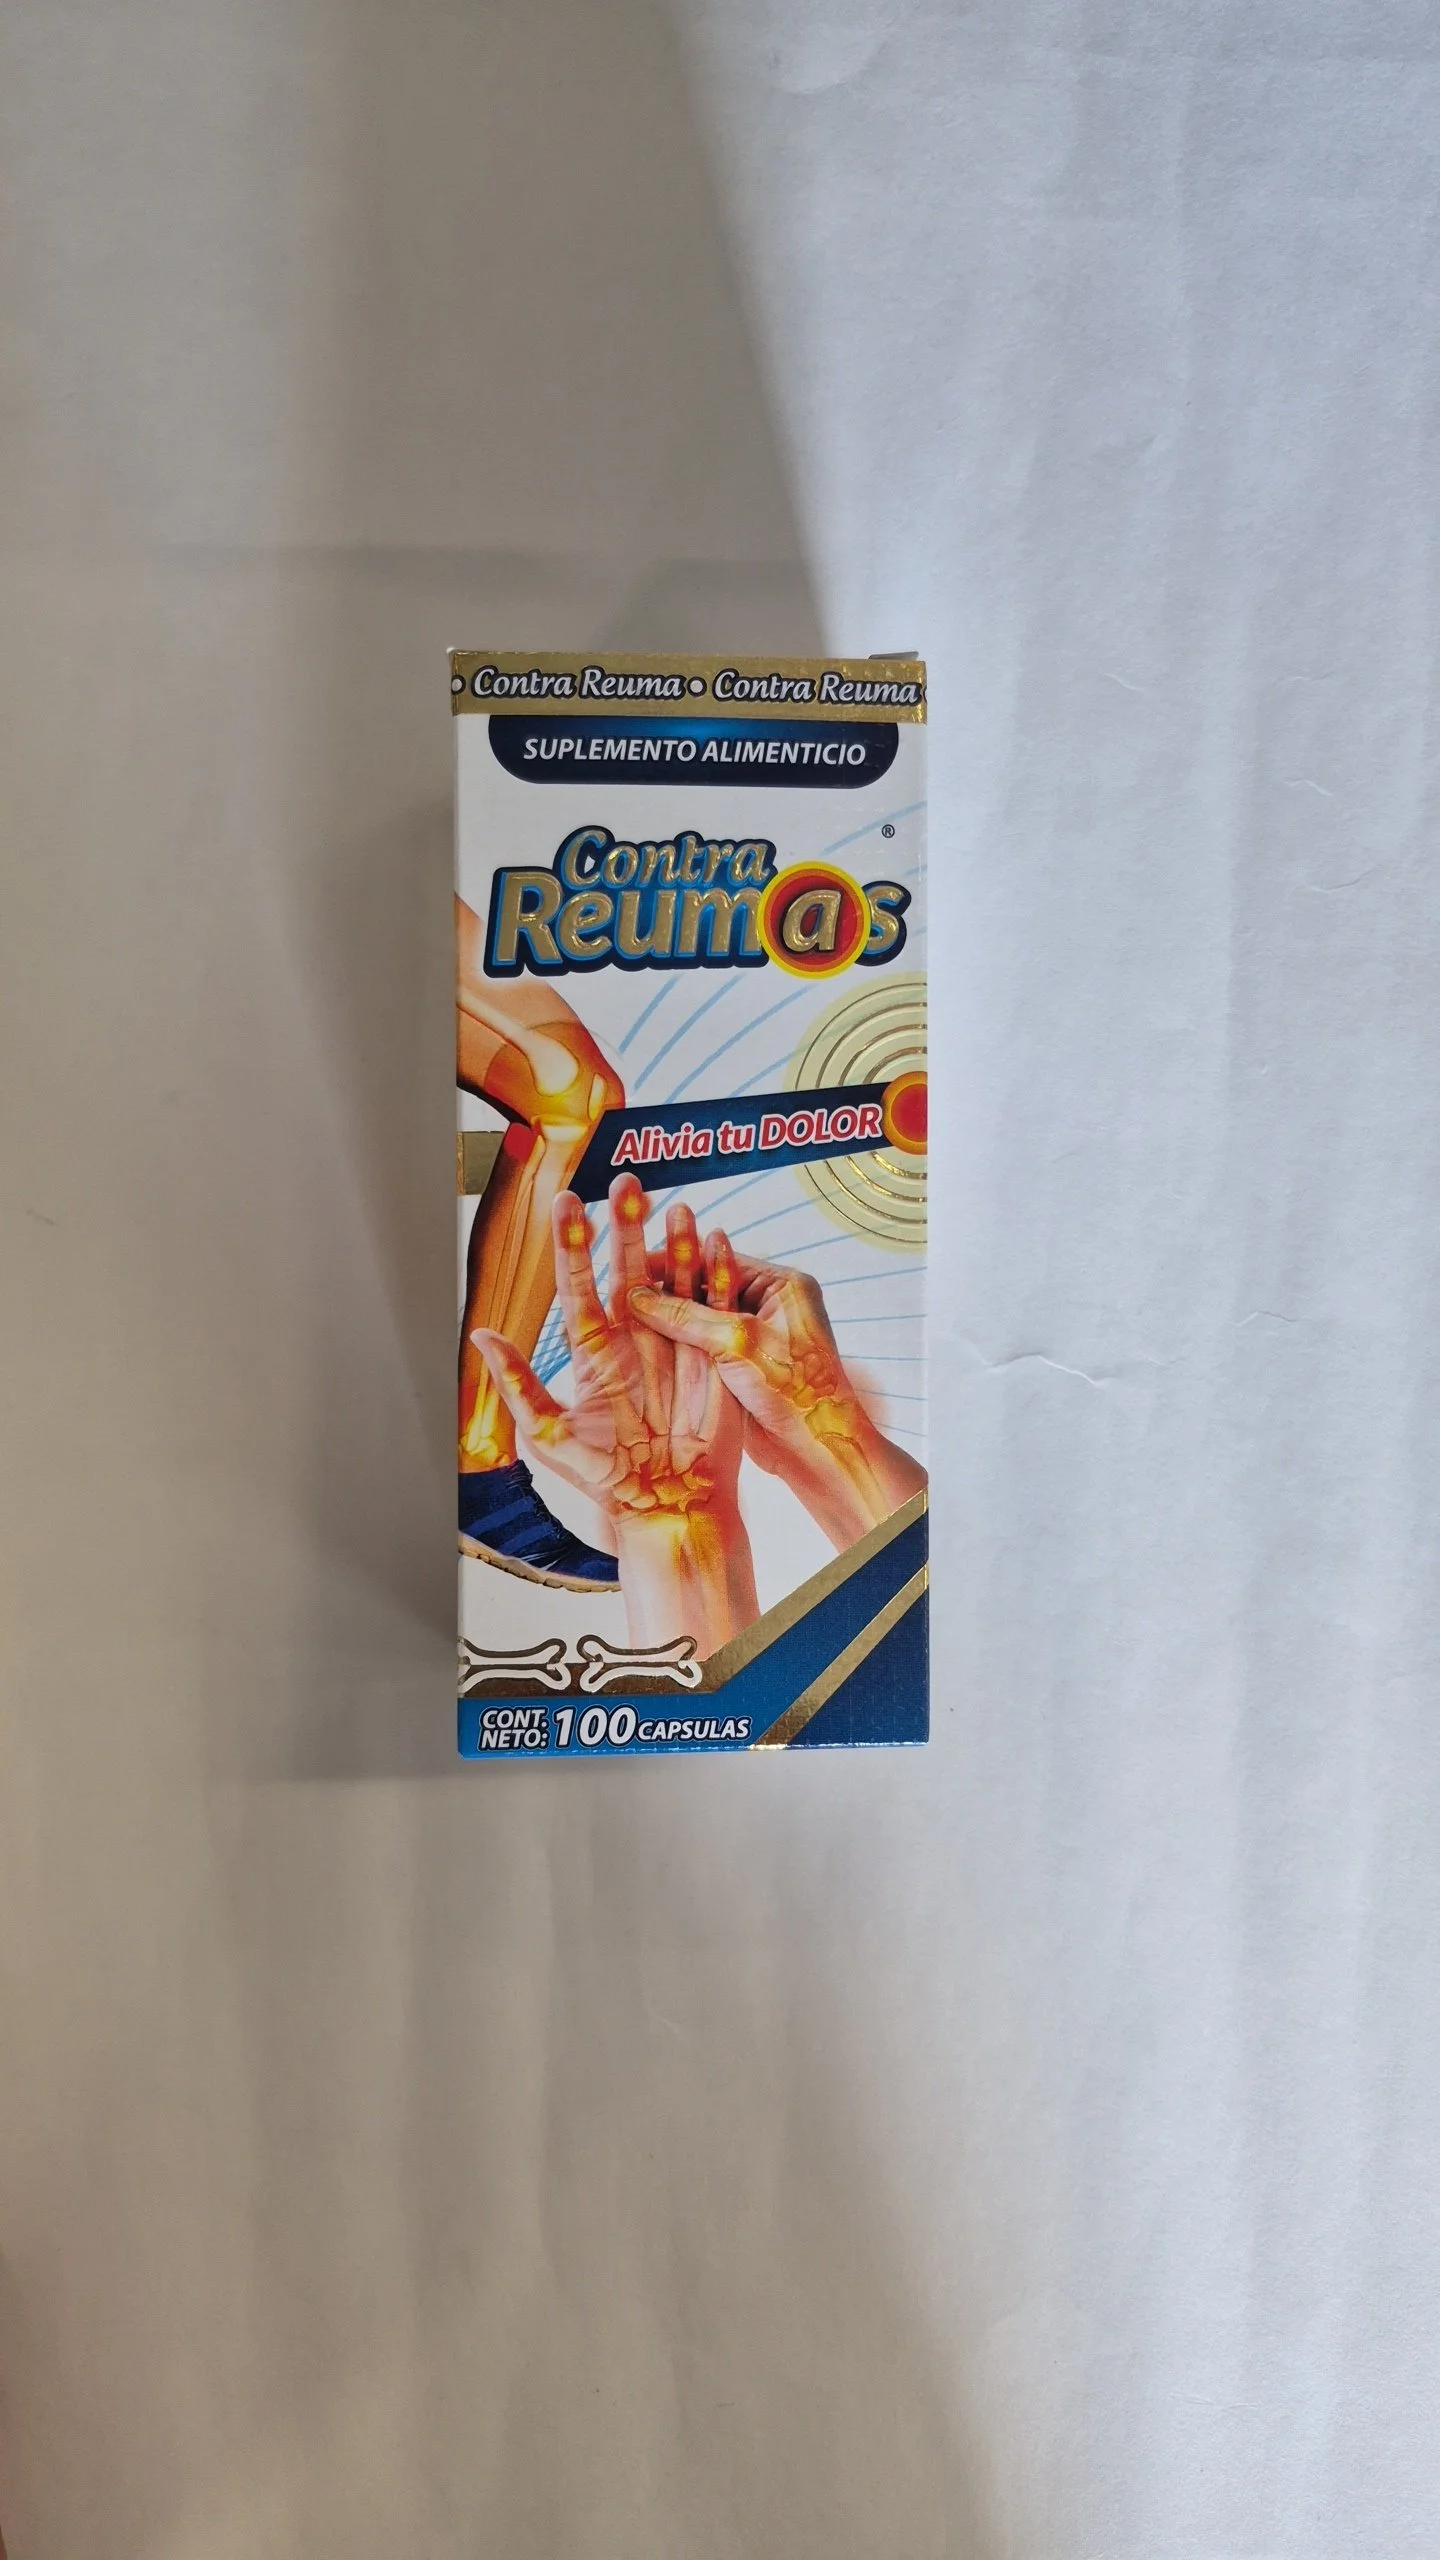 • Contra Reuma • Contra Reuma
SUPLEMENTO ALIMENTICIO
®
Contra
Reumas
Alivia tu DOLOR
CONT.
NETO: 100 CAPSULAS